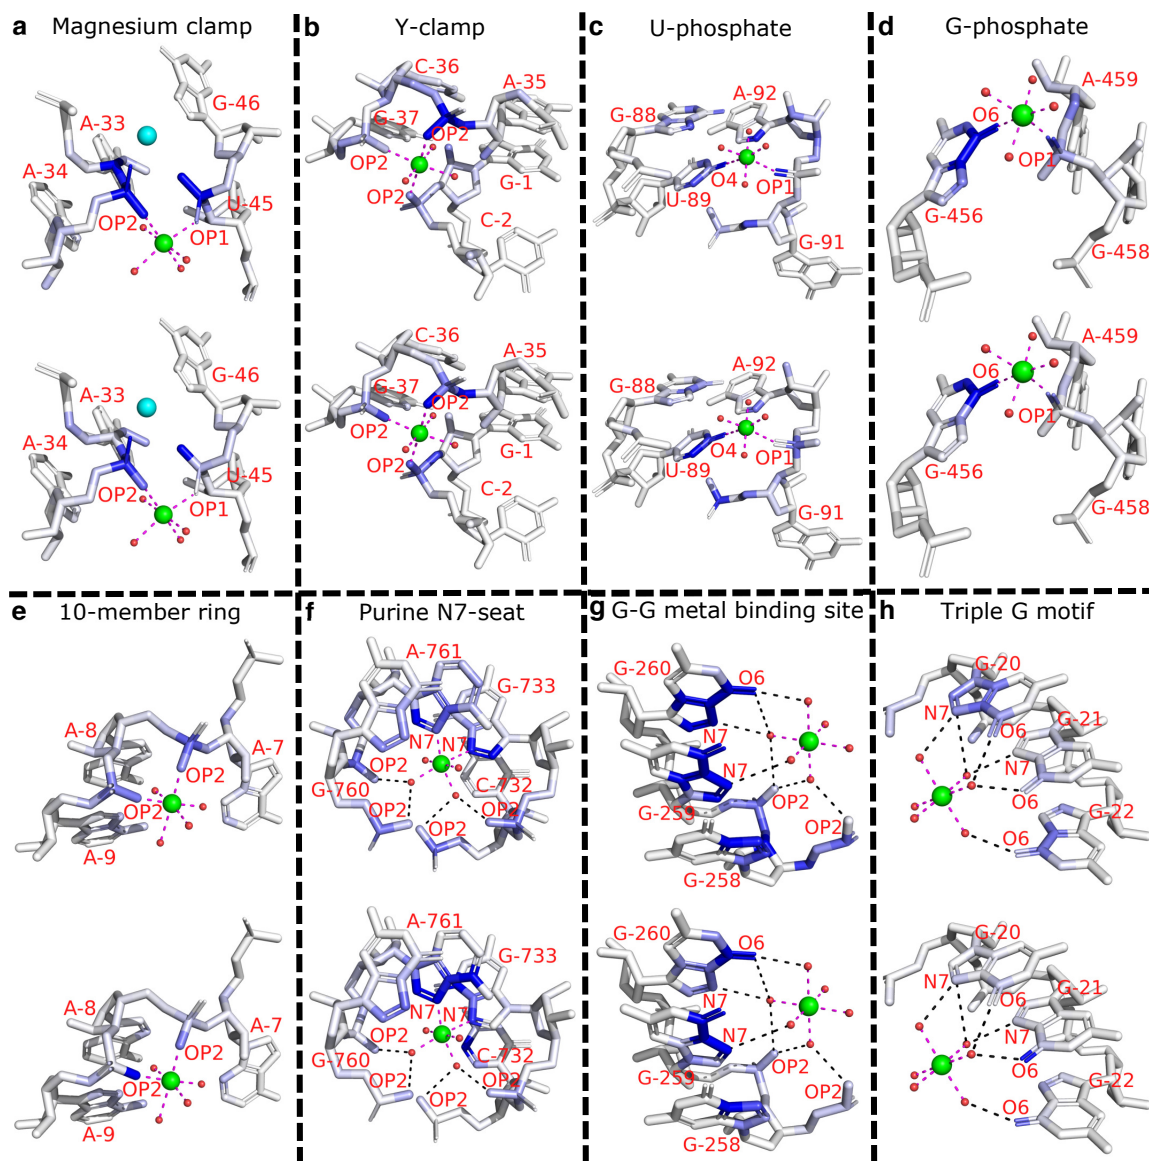 a Magnesium clamp
G-46
A-33
A-34
U-45
OP2
OP1
G-46
A-33
A-34
U-45
OP2
OP1
b Y-clamp
C-36
A-35
G-37
OP2
OP2
G-1
OP2
C-2
C-36
A-35
G-37
OP2
OP2
G-1
OP2
C-2
c U-phosphate
A-92
G-88
O4
OP1
U-89
G-91
A-92
G-88
U-89
O4
OP1
G-91
d G-phosphate
A-459
O6
OP1
G-456
G-458
A-459
O6
OP1
G-456
G-458
e 10-member ring
A-8
A-7
OP2
OP2
A-9
A-8
A-7
OP2
OP2
A-9
f Purine N7-seat
A-761
G-733
N7
N7
OP2
G-760
C-732
OP2
OP2
OP2
A-761
G-733
N7
N7
OP2
G-760
C-732
OP2
OP2
OP2
g G-G metal binding site
G-260
O6
N7
N7
OP2
G-259
OP2
G-258
G-260
O6
N7
N7
OP2
G-259
OP2
G-258
h Triple G motif
G-20
N7
G-21
O6
N7
O6
G-22
O6
G-20
N7
G-21
O6
N7
O6
G-22
O6